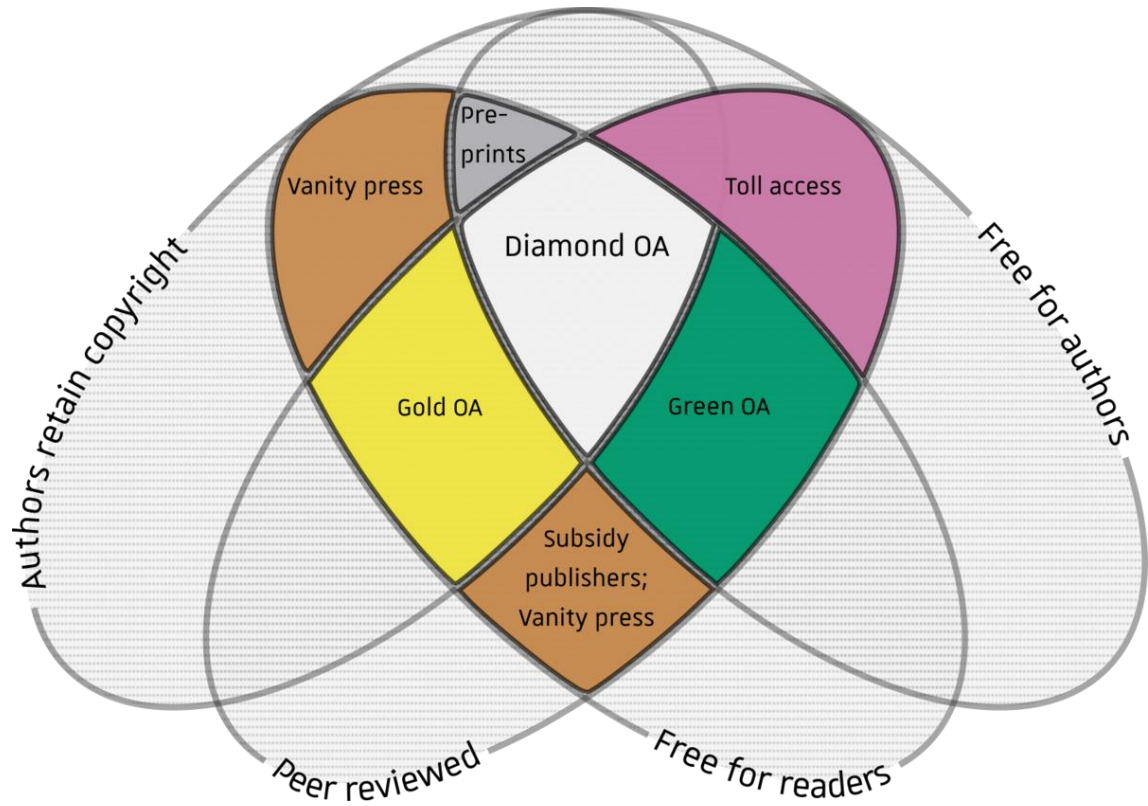 Pre-
prints
Vanity press
Toll access
Diamond OA
Authors retain copyright
Free for authors
Gold OA
Green OA
Subsidy
publishers;
Vanity press
Peer reviewed
Free for readers